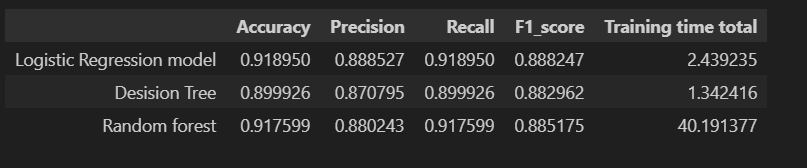 Accuracy Precision Recall F1_score Training time total
Logistic Regression model 0.918950 0.888527 0.918950 0.888247 2.439235
Desision Tree 0.899926 0.870795 0.899926 0.882962 1.342416
Random forest 0.917599 0.880243 0.917599 0.885175 40.191377